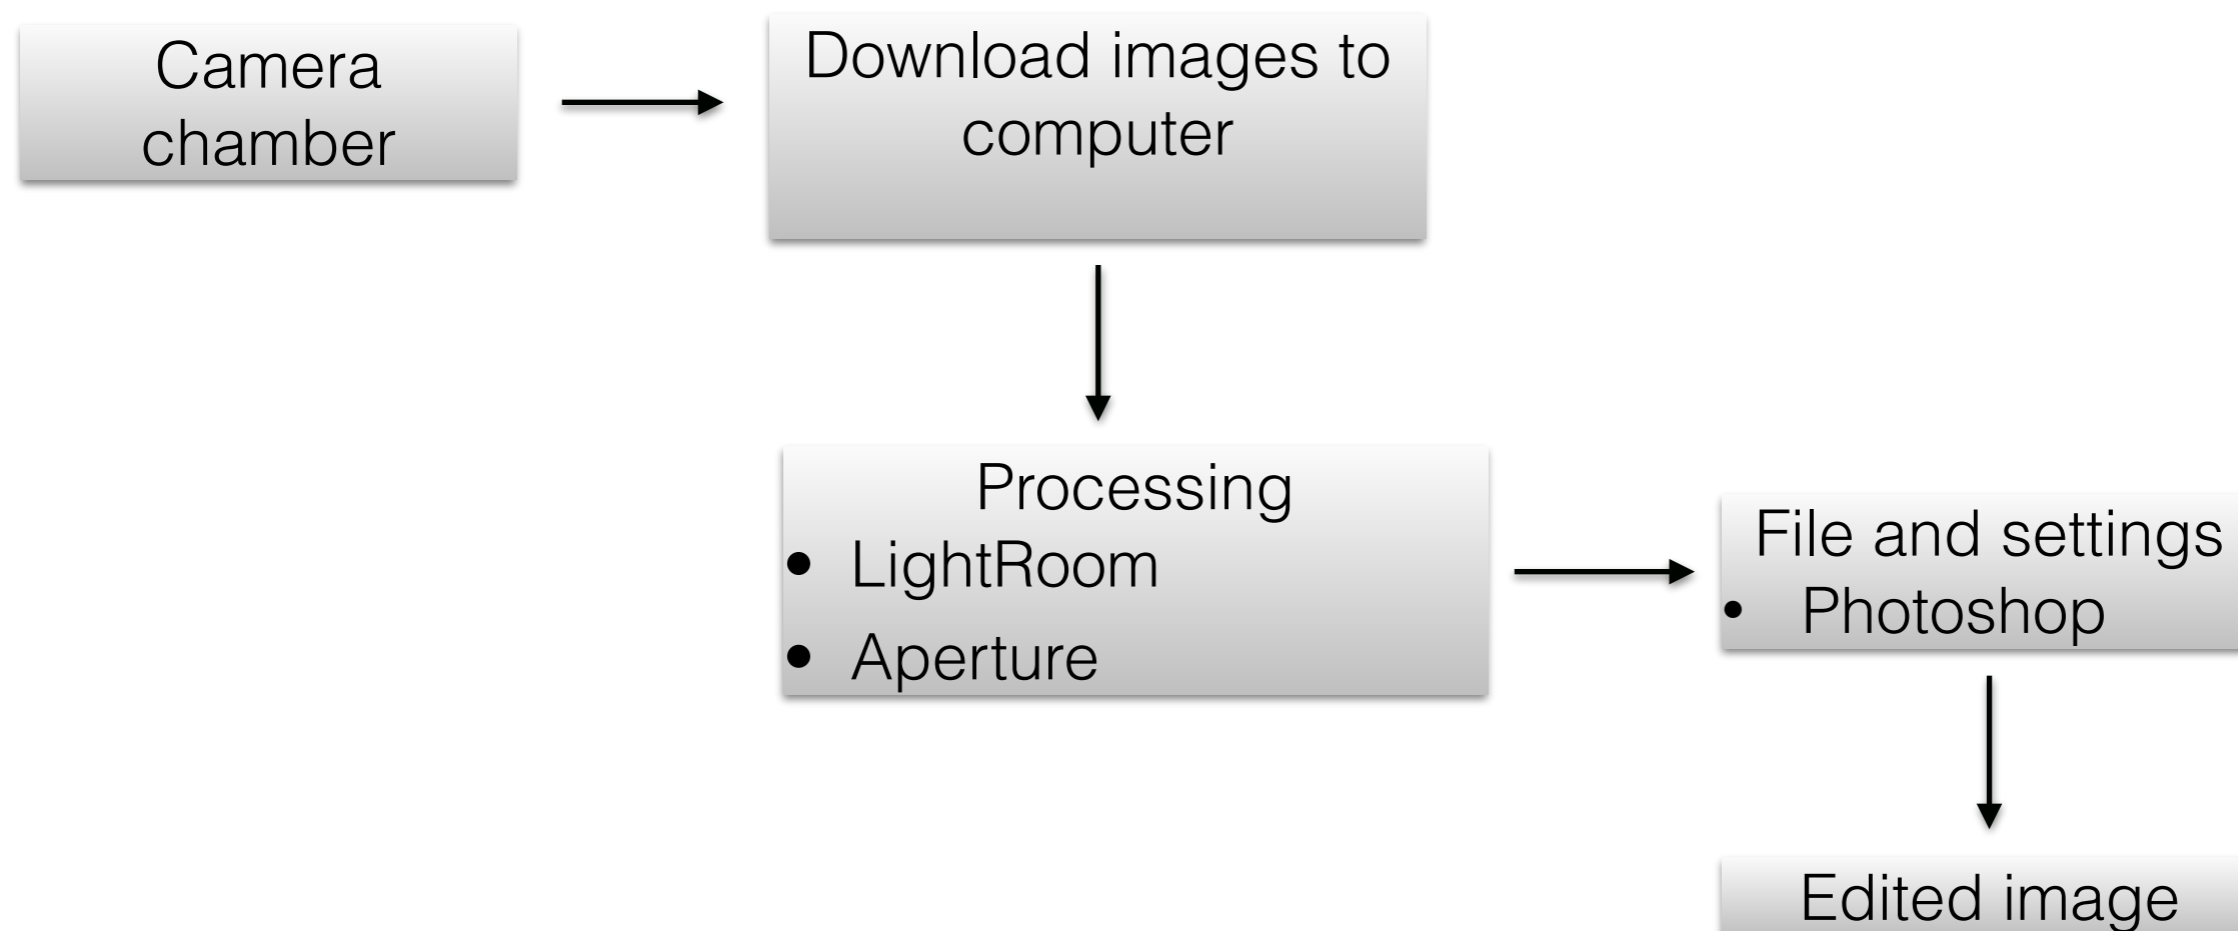 Camera
chamber
Download images to
computer
Processing
• LightRoom
• Aperture
File and settings
• Photoshop
Edited image